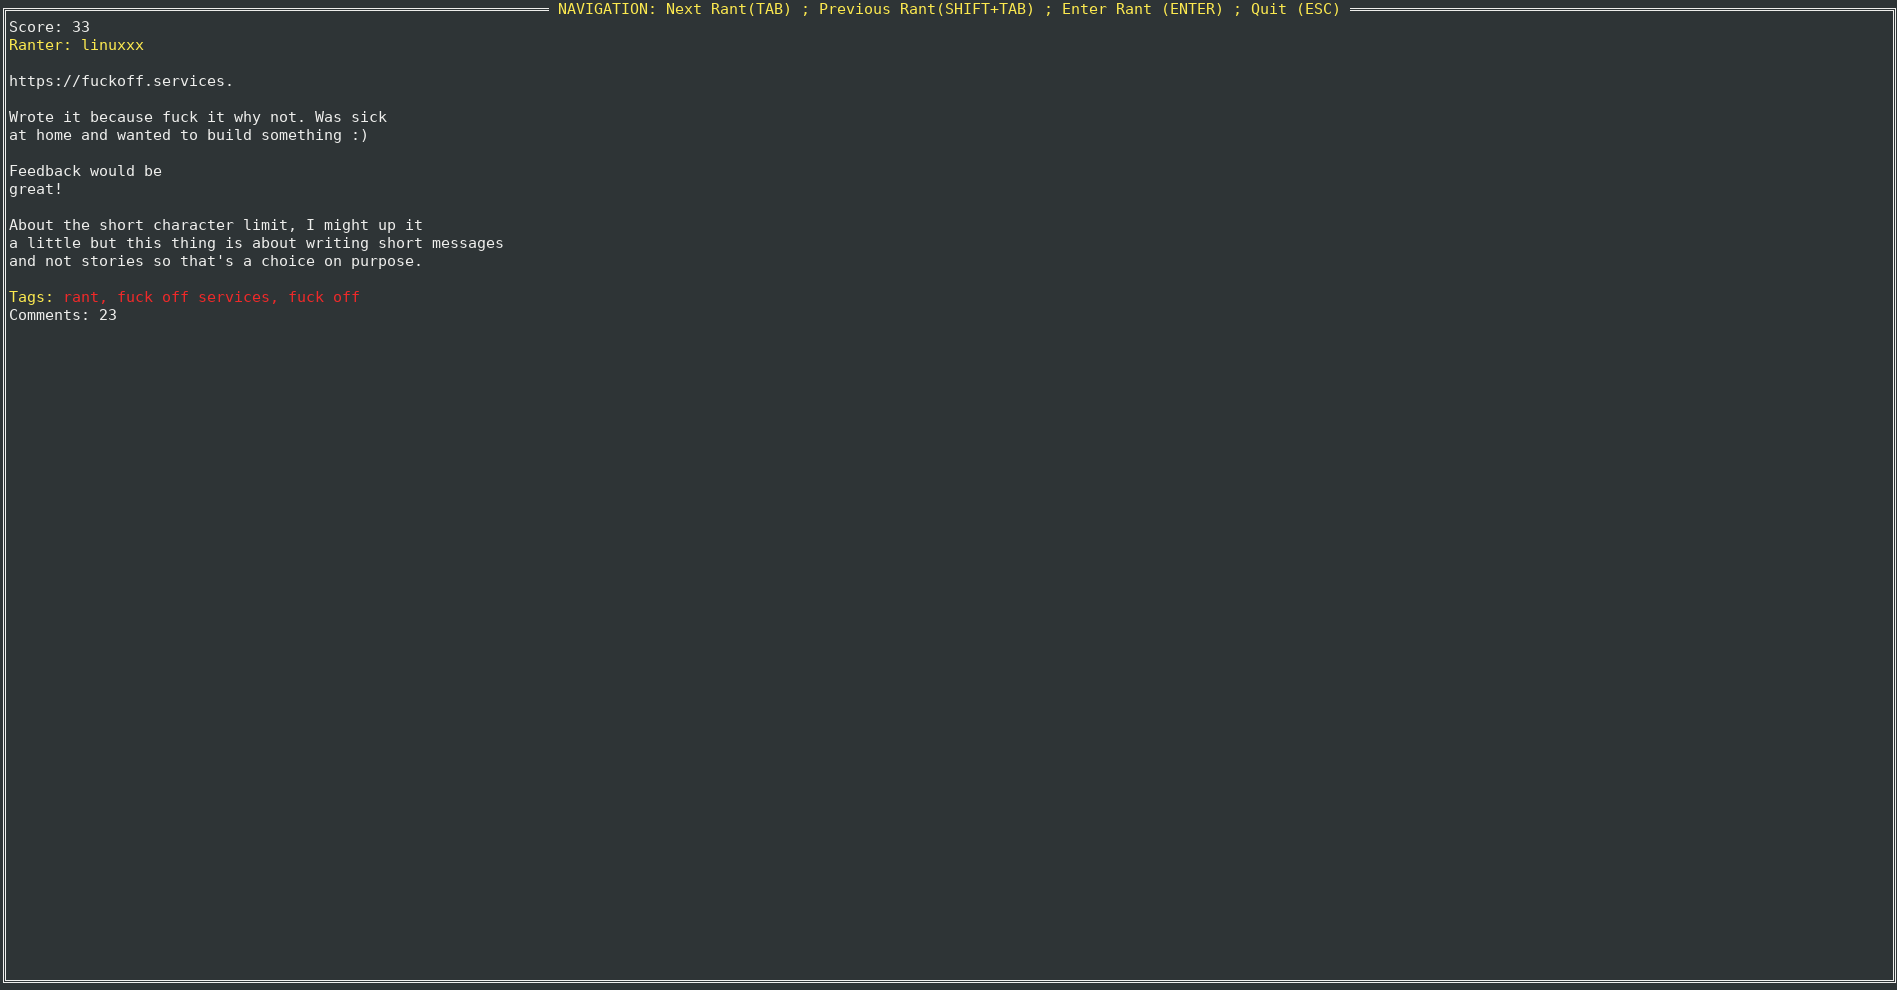 NAVIGATION: Next Rant(TAB) ; Previous Rant(SHIFT+TAB) ; Enter Rant (ENTER) ; Quit (ESC)
Score: 33
Ranter: linuxxx
https://fuckoff.services.
Wrote it because fuck it why not. Was sick
at home and wanted to build something :)
Feedback would be
great!
About the short character limit, I might up it
a little but this thing is about writing short messages
and not stories so that's a choice on purpose.
Tags: rant, fuck off services, fuck off
Comments: 23